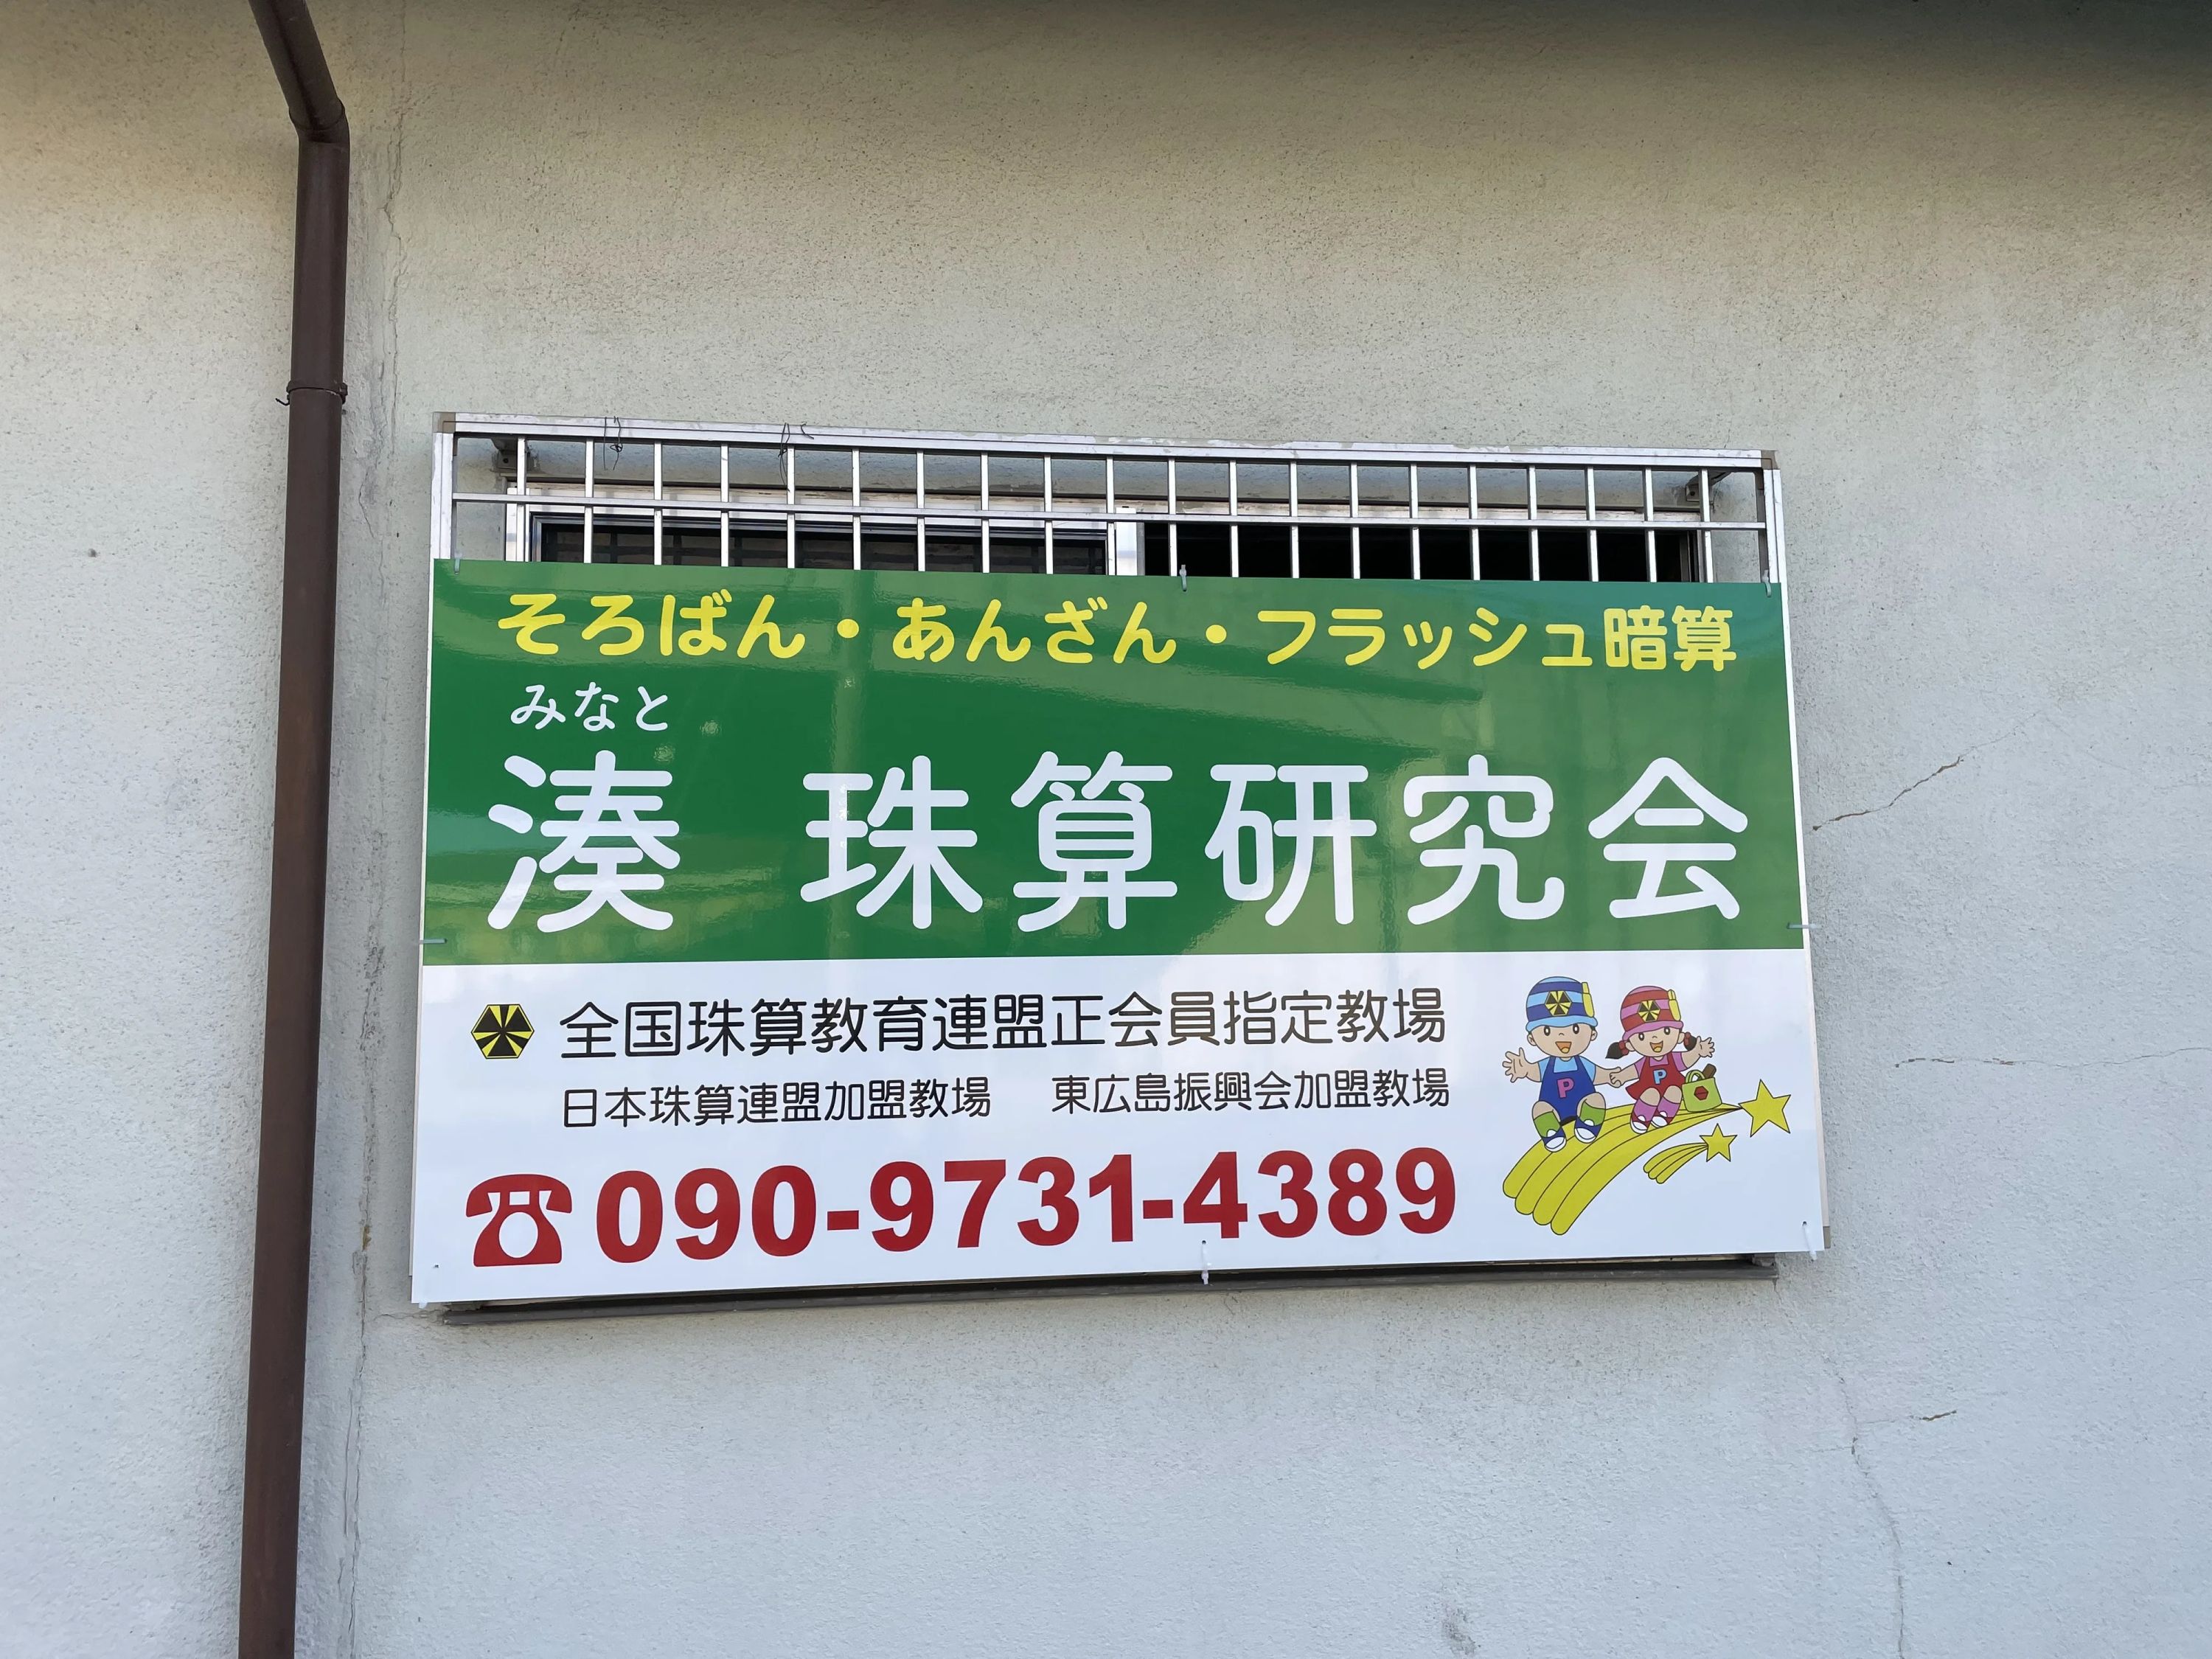 そろばん・あんざん・フラッシュ暗算
みなと
湊 珠算研究会
全国珠算教育連盟正会員指定教場
日本珠算連盟加盟教場 東広島振興会加盟教場
☎090-9731-4389
P P